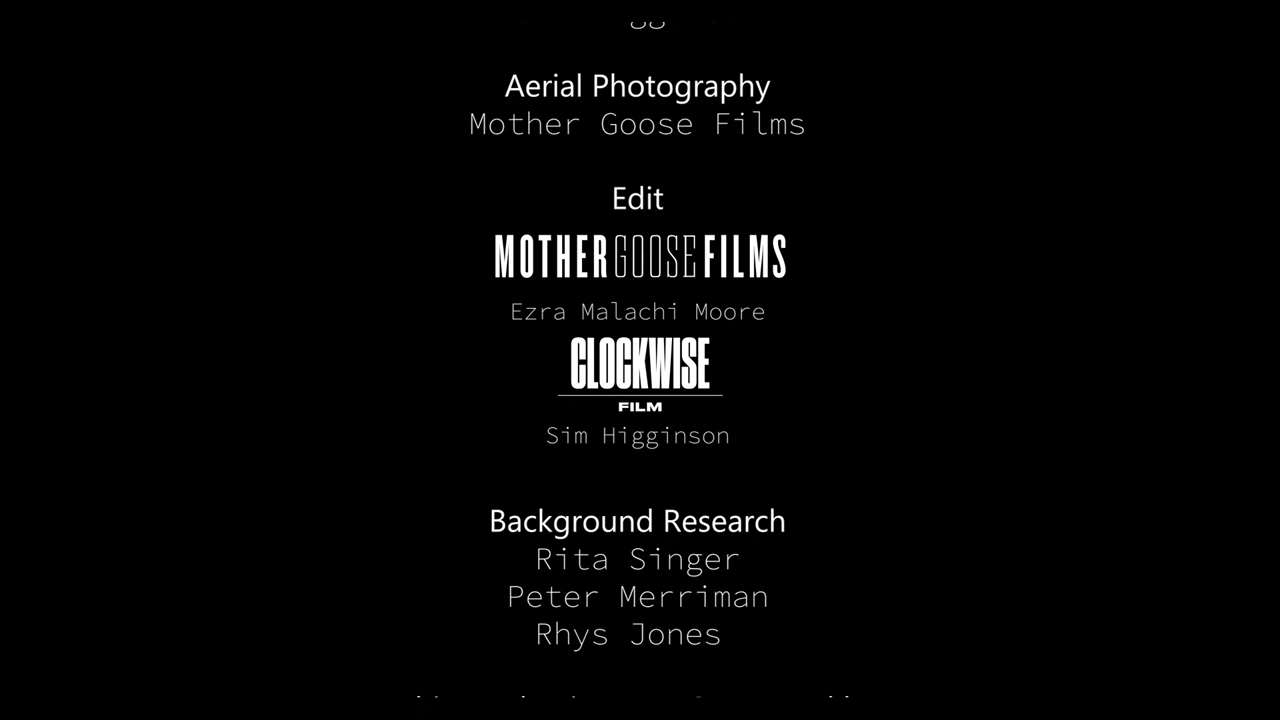 Aerial Photography
Mother Goose Films
Edit
MOTHER GOOSE FILMS
Ezra Malachi Moore
CLOCKWISE
FILM
Sim Higginson
Background Research
Rita Singer
Peter Merriman
Rhys Jones